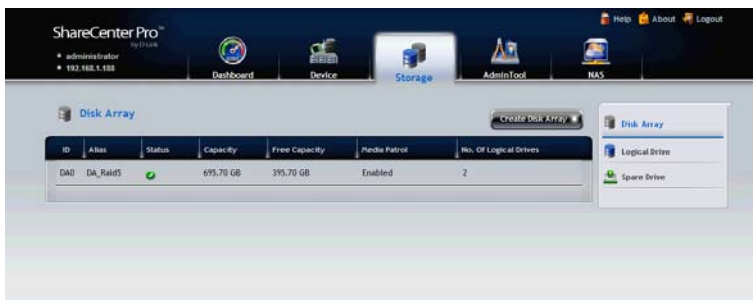 ShareCenter Pro™
by D-Link
administrator
192.168.1.188
Help About Logout
Dashboard Device Storage AdminTool NAS
Disk Array
Create Disk Array
ID Alias Status Capacity Free Capacity Media Patrol No. Of Logical Drives
DA0 DA_Raid5 695.70 GB 395.70 GB Enabled 2
Disk Array
Logical Drive
Spare Drive